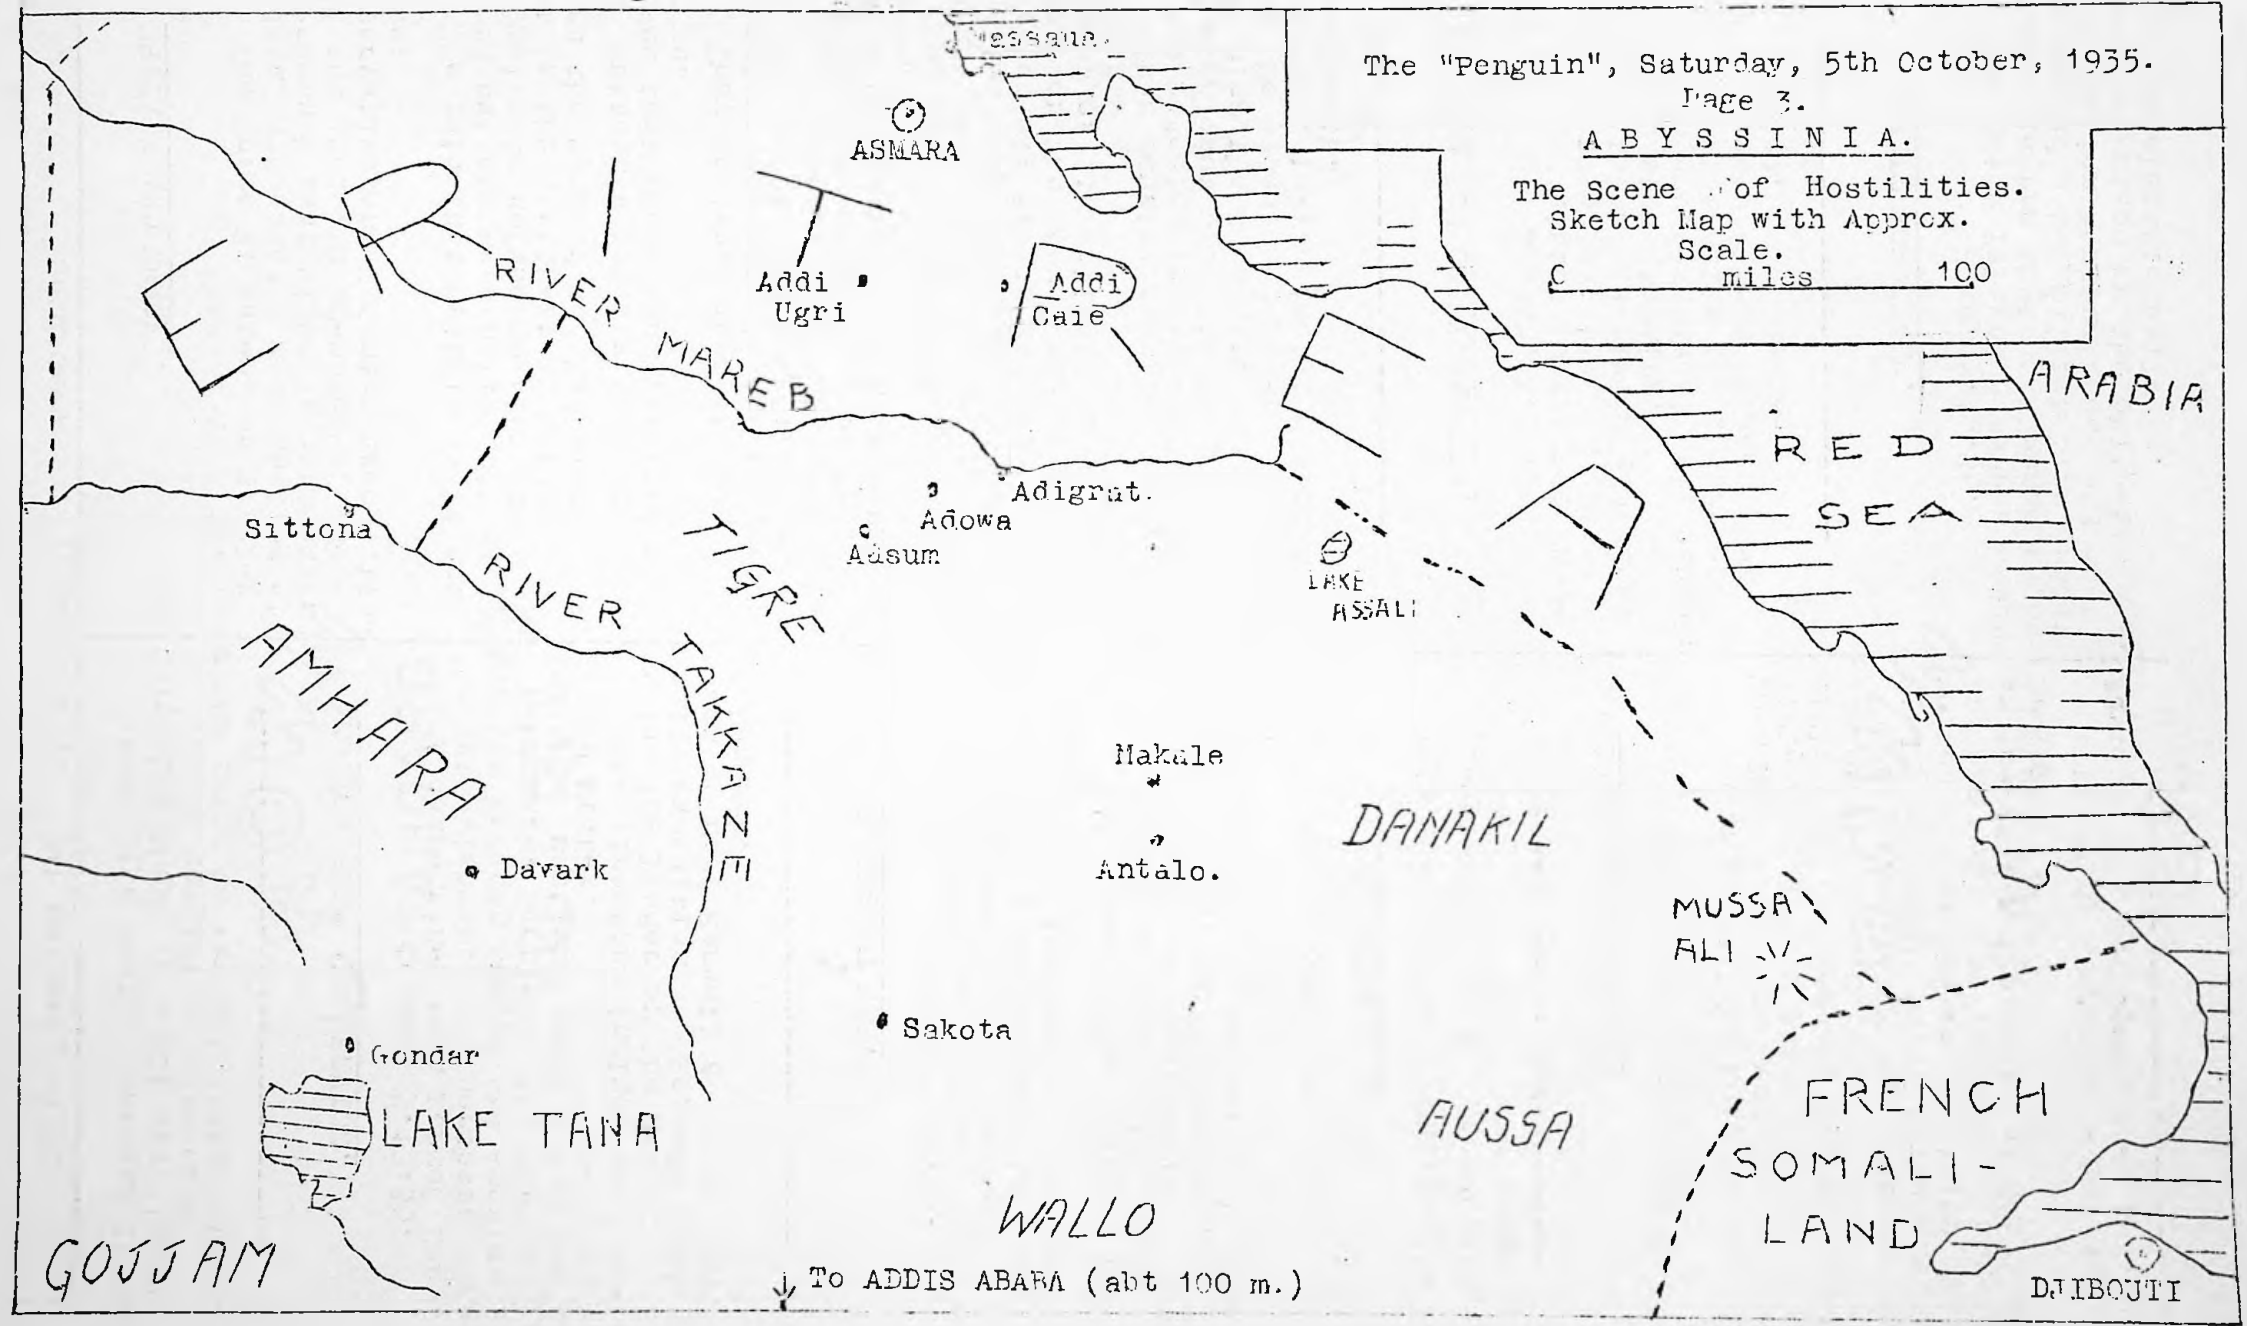 The "Penguin", Saturday, 5th October, 1935.
Page 3.
ABYSSINIA.
The Scene of Hostilities.
Sketch Map with Approx.
Scale.
0 miles 100
Massaua.
ASMARA
ERITREA
Addi
Ugri
Addi
Caie
RIVER MAREB
ARABIA
RED
SEA
Adigrat.
Adowa
Sittona
TIGRE
LAKE
ASSALI
RIVER TAKKAZE
AMHARA
Makale
DANAKIL
Antalo.
Davark
MUSSA
ALI
Sakota
Gondar
LAKE TANA
AUSSA
FRENCH
SOMALI-
LAND
WALLO
GOJJAM
To ADDIS ABABA (abt 100 m.)
DJIBOUTI